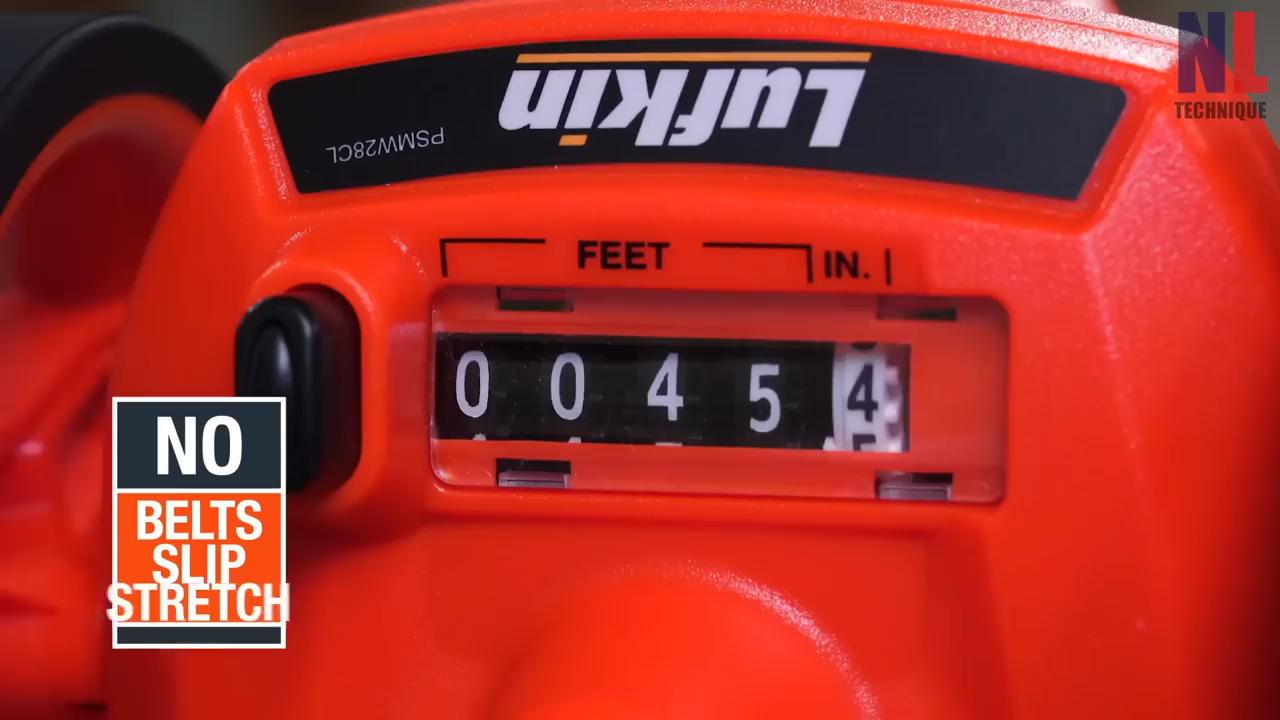 NL
TECHNIQUE
Lufkin
PSMW28CL
FEET IN.
0 0 4 5 4
NO
BELTS
SLIP
STRETCH